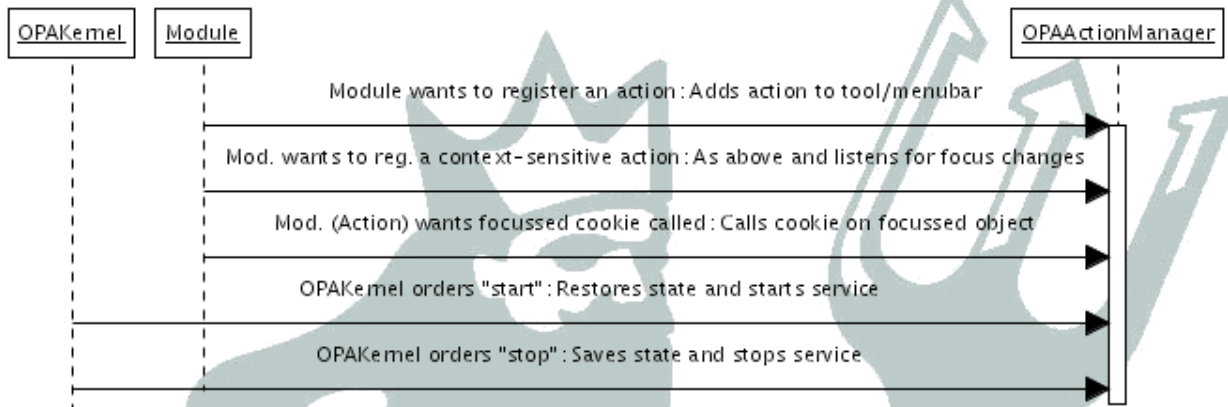 OPAKernel
Module
OPAActionManager
Module wants to register an action : Adds action to tool/menubar
Mod. wants to reg. a context-sensitive action : As above and listens for focus changes
Mod. (Action) wants focussed cookie called : Calls cookie on focussed object
OPAKernel orders "start" : Restores state and starts service
OPAKernel orders "stop" : Saves state and stops service